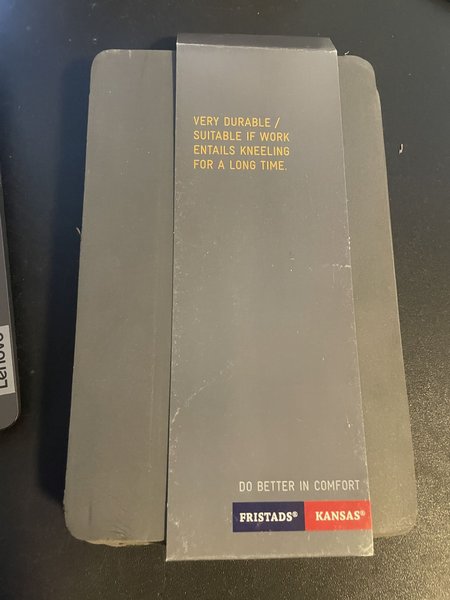 VERY DURABLE /
SUITABLE IF WORK
ENTAILS KNEELING
FOR A LONG TIME.
DO BETTER IN COMFORT
FRISTADS® KANSAS®
Lenovo